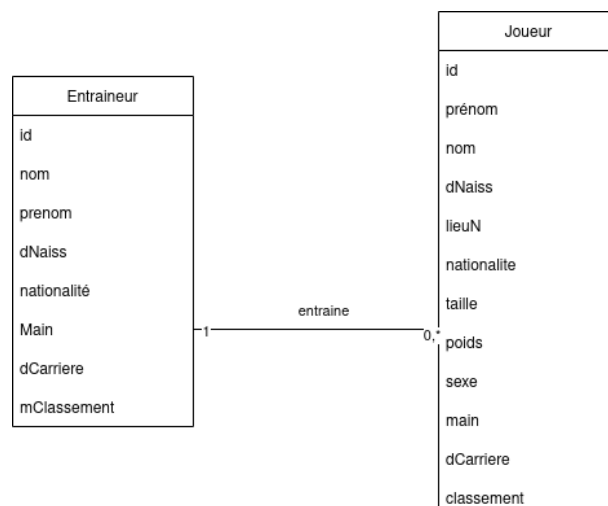 Entraineur
id
nom
prenom
dNaiss
nationalité
Main
dCarriere
mClassement
entraine
1
0,*
Joueur
id
prénom
nom
dNaiss
lieuN
nationalite
taille
poids
sexe
main
dCarriere
classement